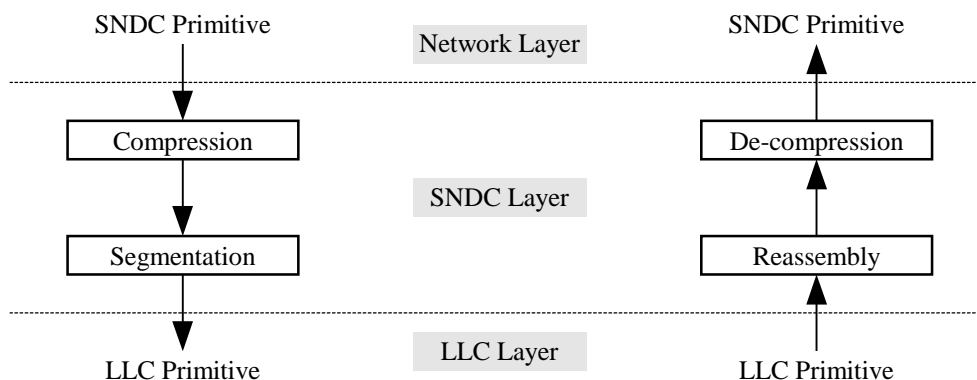 SNDC Primitive
Network Layer
SNDC Primitive
Compression
De-compression
SNDC Layer
Segmentation
Reassembly
LLC Layer
LLC Primitive
LLC Primitive